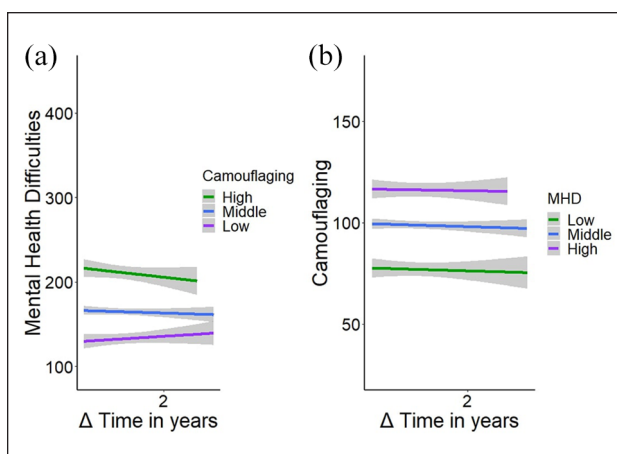 (a)
Mental Health Difficulties
400
300
200
100
2
Δ Time in years
Camouflaging
High
Middle
Low
(b)
Camouflaging
150
100
50
2
Δ Time in years
MHD
Low
Middle
High